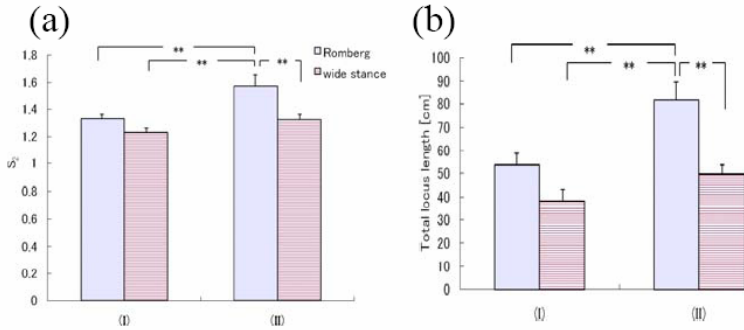 (a)
**
**
**
Romberg
wide stance
1.8
1.6
1.4
1.2
1
0.8
0.6
0.4
0.2
0
S₂
(I)
(II)
(b)
**
**
**
100
90
80
70
60
50
40
30
20
10
0
Total locus length [cm]
(I)
(II)